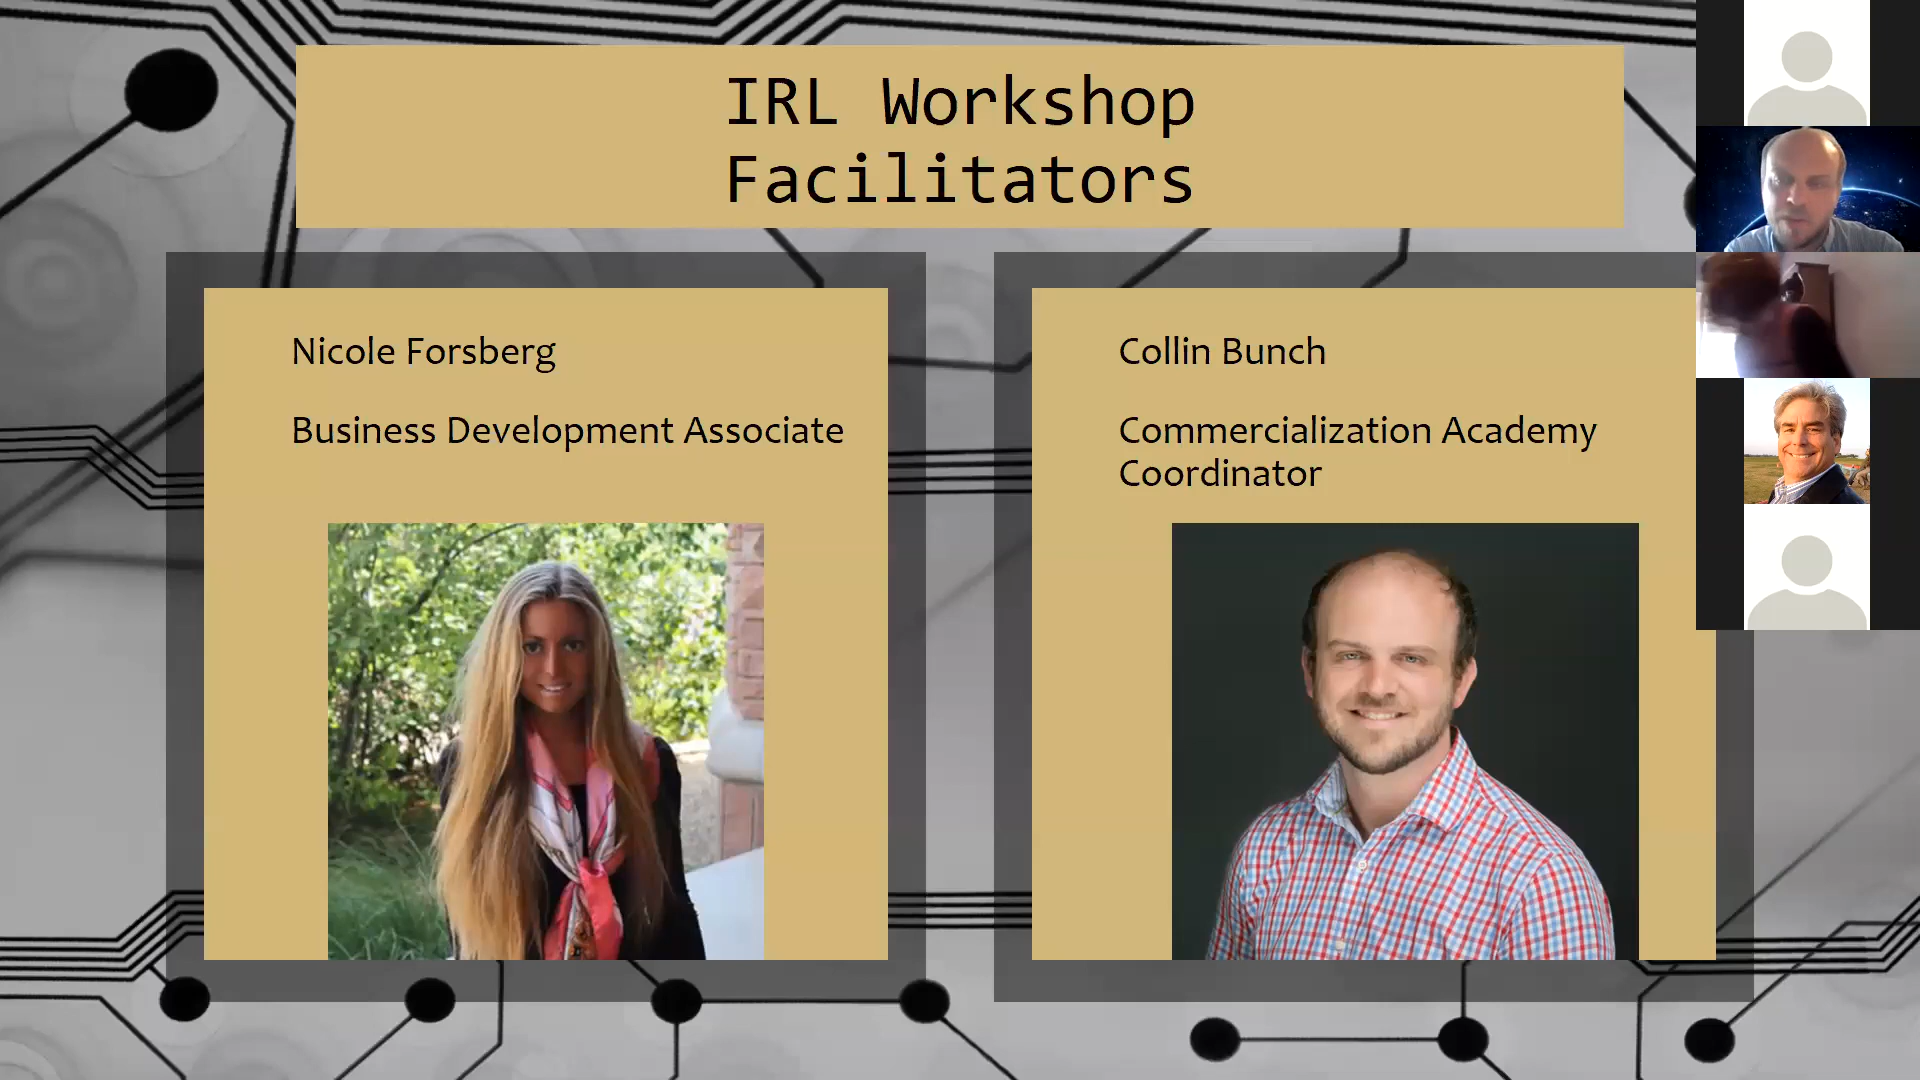 IRL Workshop
Facilitators
Nicole Forsberg
Business Development Associate
Collin Bunch
Commercialization Academy
Coordinator